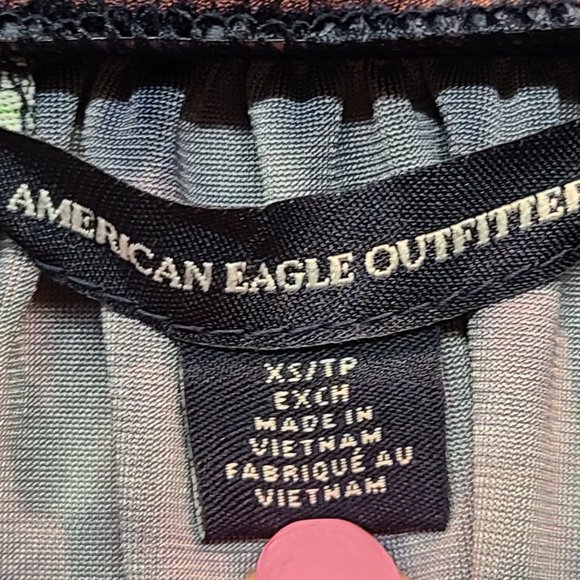 AMERICAN EAGLE OUTFITTER
XS/TP
EXCH
MADE IN
VIETNAM
FABRIQUÉ AU
VIETNAM